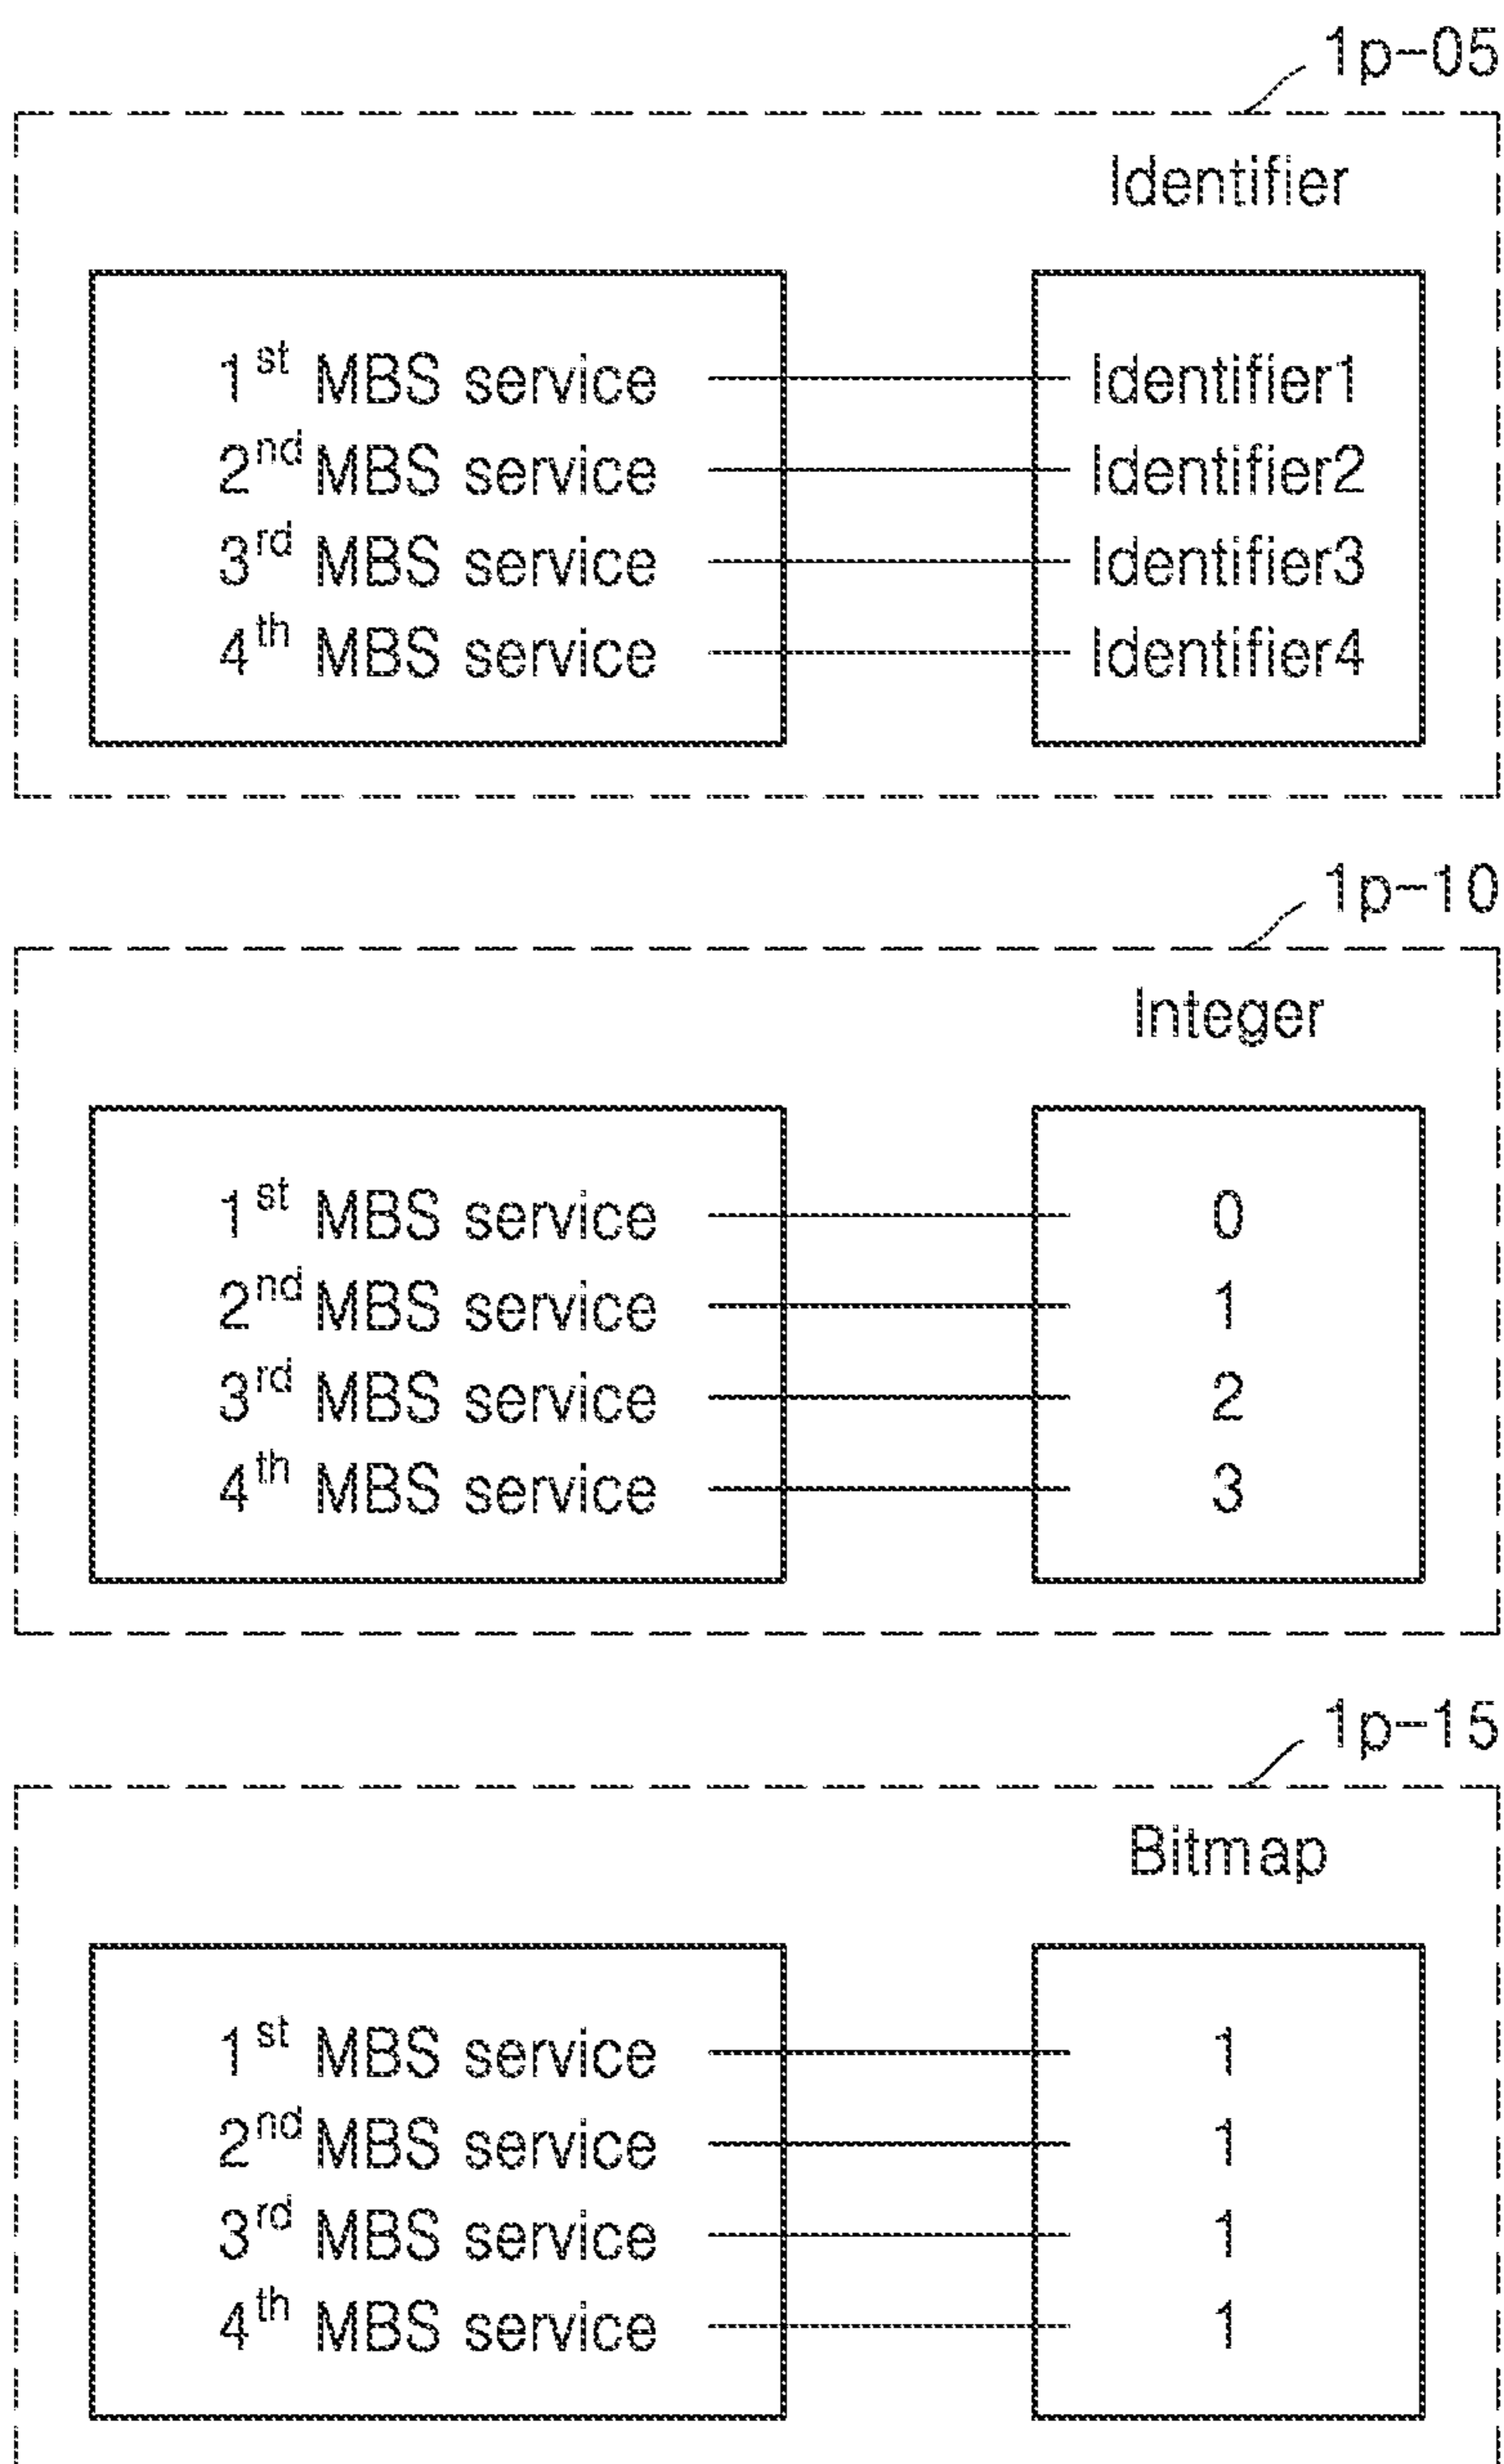 1p-05
Identifier
1st MBS service Identifier1
2nd MBS service Identifier2
3rd MBS service Identifier3
4th MBS service Identifier4
1p-10
Integer
1st MBS service 0
2nd MBS service 1
3rd MBS service 2
4th MBS service 3
1p-15
Bitmap
1st MBS service 1
2nd MBS service 1
3rd MBS service 1
4th MBS service 1